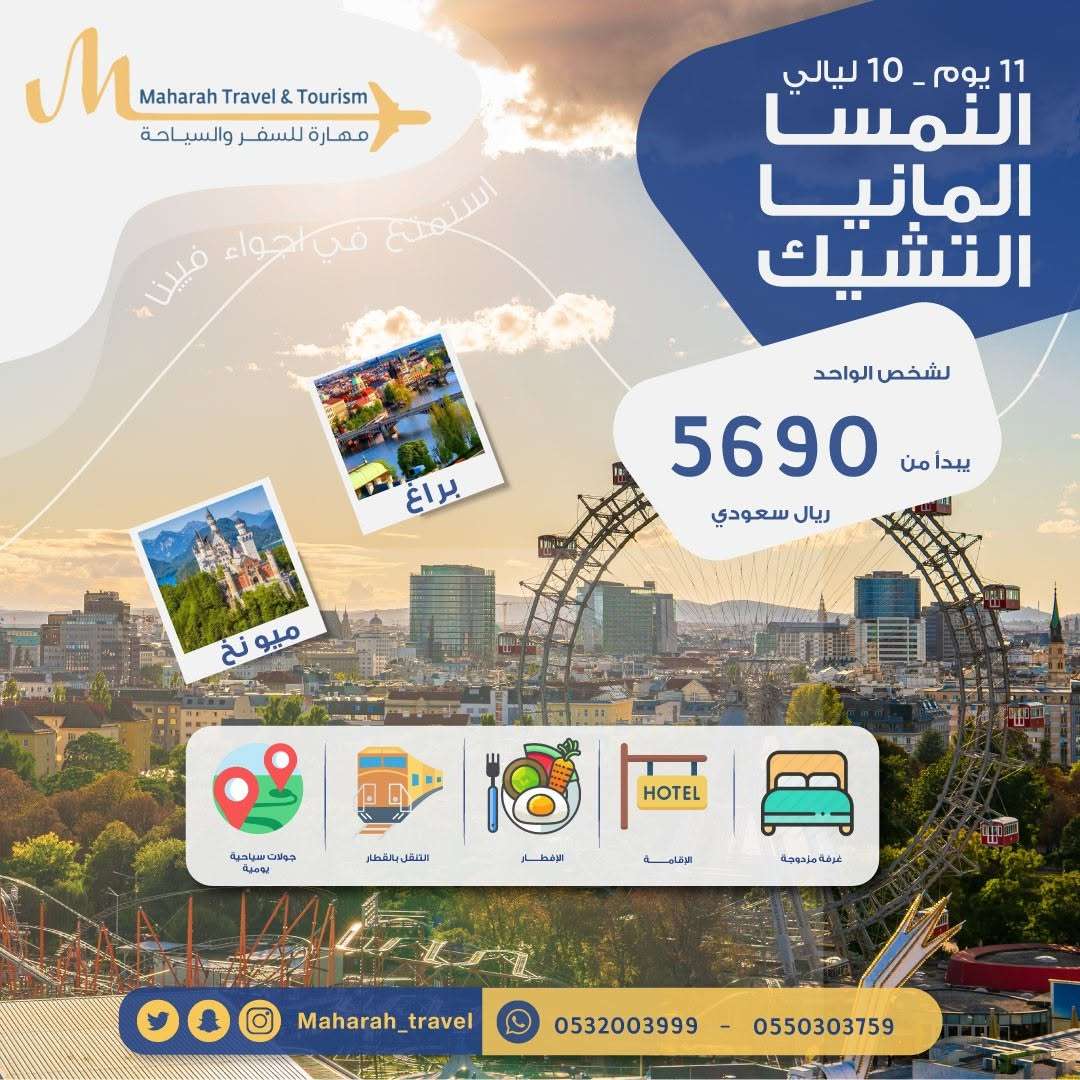 Maharah Travel & Tourism
مهارة للسفر والسياحة
11 يوم _ 10 ليالي
النمسا
المانيا
التشيك
استمتع في اجواء فيينا
لشخص الواحد
يبدأ من 5690
ريال سعودي
براغ
ميو نخ
HOTEL
غرفة مزدوجة
الإقامة
الإفطار
التنقل بالقطار
جولات سياحية
يومية
Maharah_travel
0532003999 - 0550303759